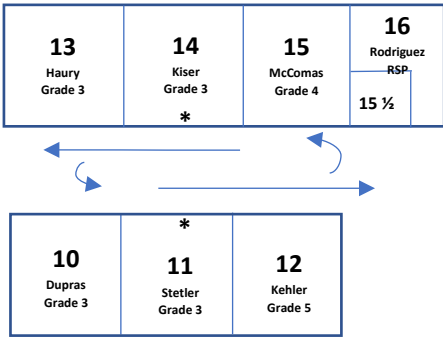 13
Haury
Grade 3
14
Kiser
Grade 3
*
15
McComas
Grade 4
16
Rodriguez
RSP
15 ½
10
Dupras
Grade 3
*
11
Stetler
Grade 3
12
Kehler
Grade 5